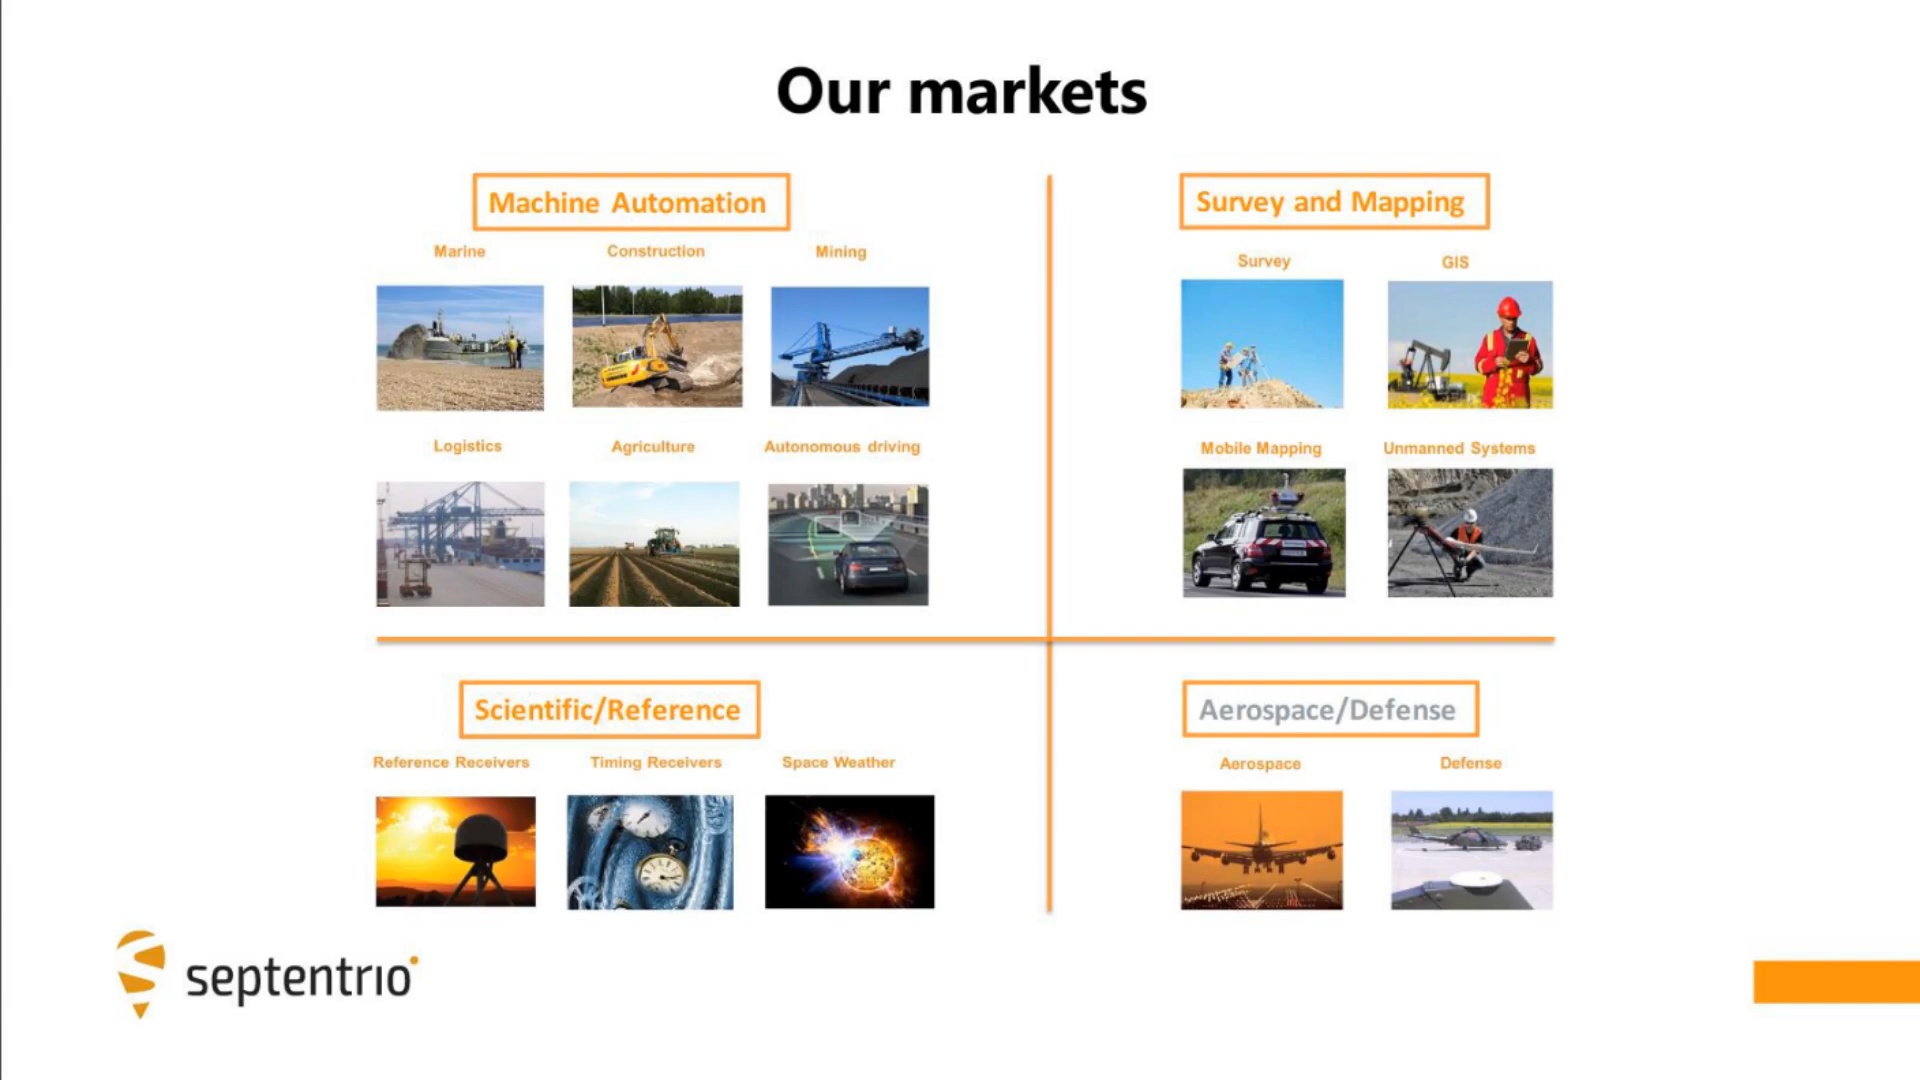 Our markets
Machine Automation
Marine Construction Mining
Logistics Agriculture Autonomous driving
Survey and Mapping
Survey GIS
Mobile Mapping Unmanned Systems
Scientific/Reference
Reference Receivers Timing Receivers Space Weather
Aerospace/Defense
Aerospace Defense
septentrio